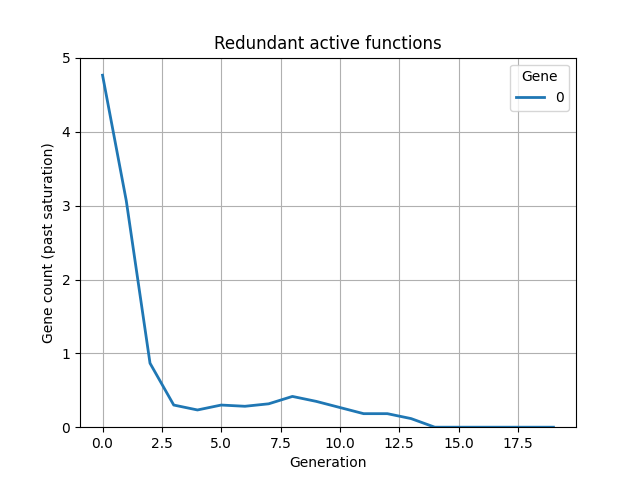 Redundant active functions
Gene count (past saturation)
5
4
3
2
1
0
Gene
0
0.0 2.5 5.0 7.5 10.0 12.5 15.0 17.5
Generation